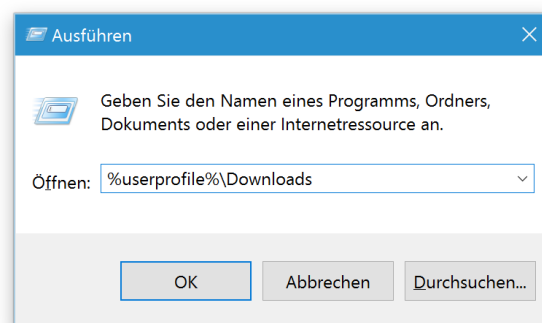 Ausführen
Geben Sie den Namen eines Programms, Ordners,
Dokuments oder einer Internetressource an.
Öffnen: %userprofile%\Downloads
OK Abbrechen Durchsuchen...